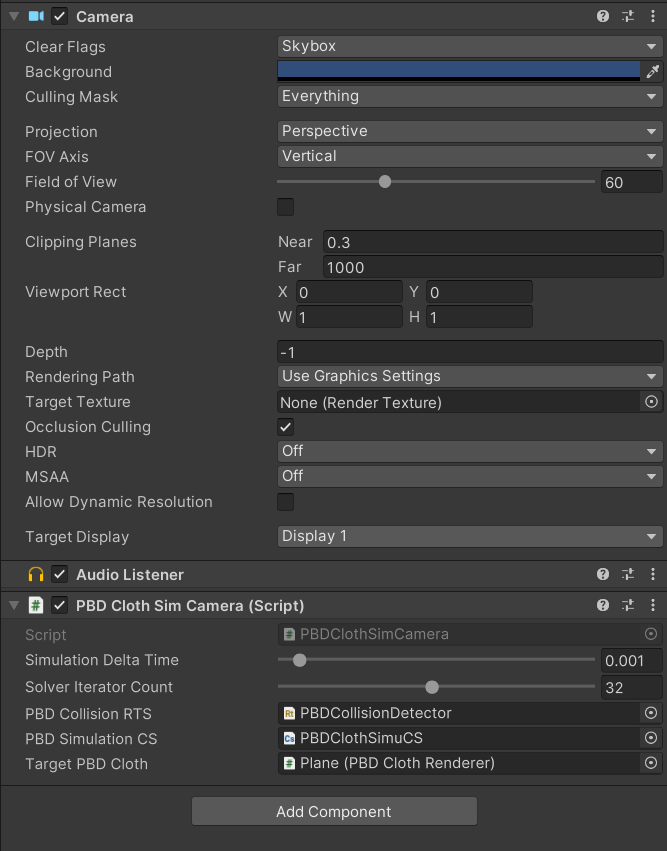 Camera
Clear Flags Skybox
Background
Culling Mask Everything
Projection Perspective
FOV Axis Vertical
Field of View 60
Physical Camera
Clipping Planes Near 0.3
Far 1000
Viewport Rect X 0 Y 0
W 1 H 1
Depth -1
Rendering Path Use Graphics Settings
Target Texture None (Render Texture)
Occlusion Culling
HDR Off
MSAA Off
Allow Dynamic Resolution
Target Display Display 1
Audio Listener
# PBD Cloth Sim Camera (Script)
Script # PBDClothSimCamera
Simulation Delta Time 0.001
Solver Iterator Count 32
PBD Collision RTS Rt PBDCollisionDetector
PBD Simulation CS Cs PBDClothSimuCS
Target PBD Cloth # Plane (PBD Cloth Renderer)
Add Component